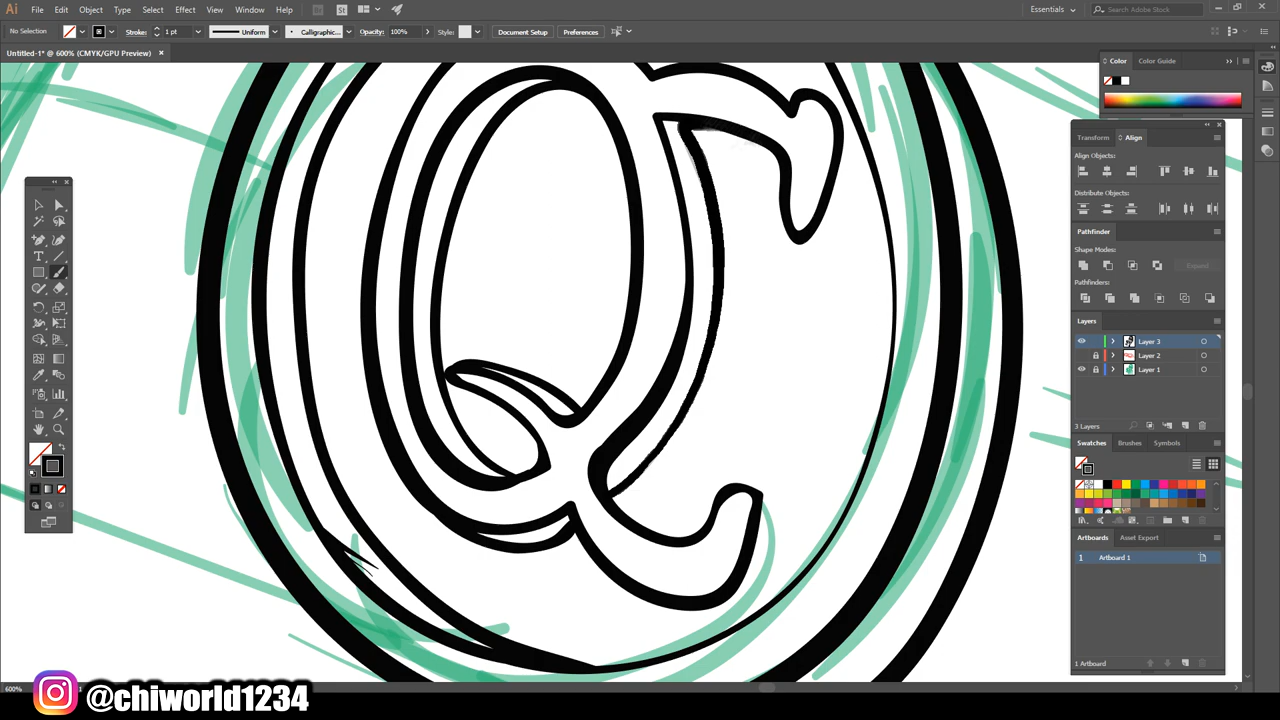 Ai File Edit Object Type Select Effect View Window Help Br St Essentials Search Adobe Stock
No Selection Stroke: 1 pt Uniform Calligraphic... Opacity: 100% Style: Document Setup Preferences
Untitled-1* @ 600% (CMYK/GPU Preview)
Color Color Guide
Transform Align
Align Objects:
Distribute Objects:
Pathfinder
Shape Modes:
Expand
Pathfinders:
Layers
Layer 3
Layer 2
Layer 1
3 Layers
Swatches Brushes Symbols
Artboards Asset Export
1 Artboard 1
1 Artboard
600%
@chiworld1234